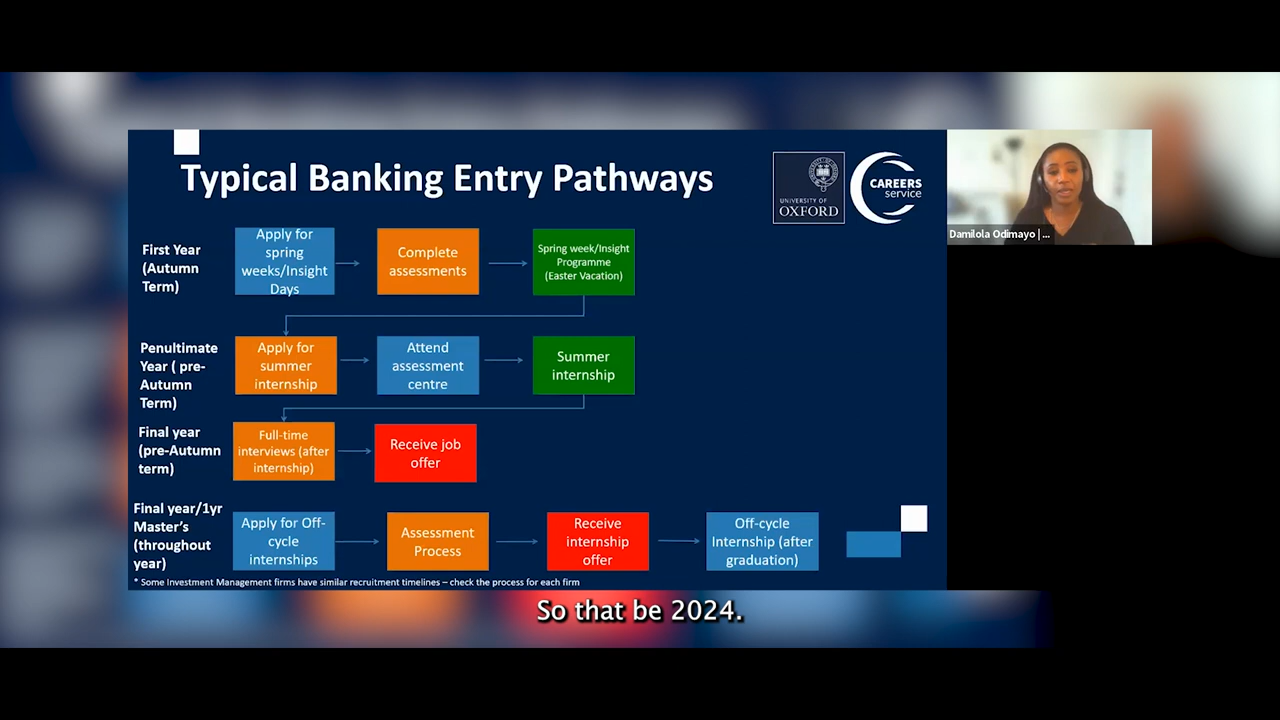 Typical Banking Entry Pathways
UNIVERSITY OF
OXFORD
CAREERS
service
Damilola Odimayo | ...
First Year
(Autumn
Term)
Apply for
spring
weeks/Insight
Days
Complete
assessments
Spring week/Insight
Programme
(Easter Vacation)
Penultimate
Year ( pre-
Autumn
Term)
Apply for
summer
internship
Attend
assessment
centre
Summer
internship
Final year
(pre-Autumn
term)
Full-time
interviews (after
internship)
Receive job
offer
Final year/1yr
Master's
(throughout
year)
Apply for Off-
cycle
internships
Assessment
Process
Receive
internship
offer
Off-cycle
Internship (after
graduation)
* Some Investment Management firms have similar recruitment timelines – check the process for each firm
So that be 2024.